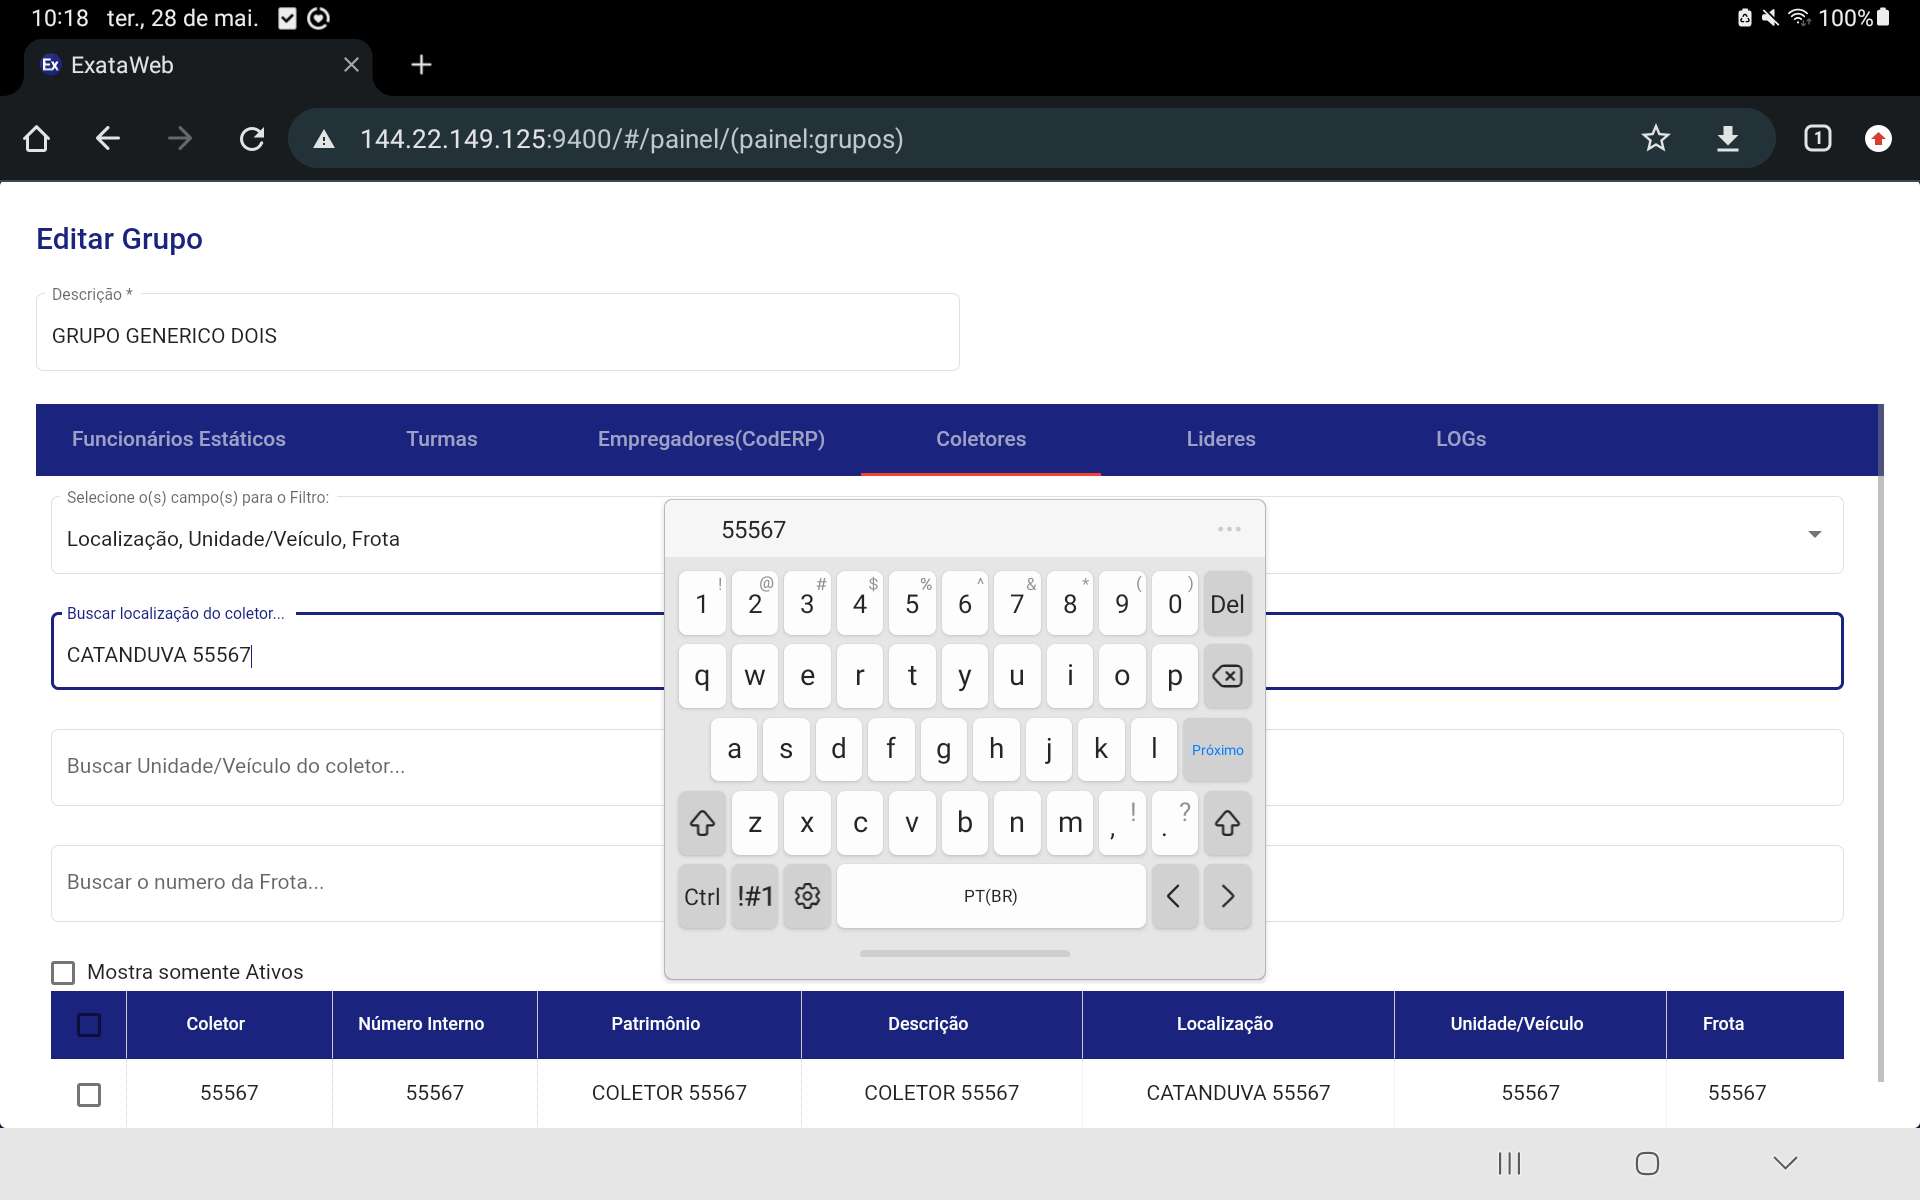 10:18 ter., 28 de mai. 100%
Ex ExataWeb
144.22.149.125:9400/#/painel/(painel:grupos) 1
Editar Grupo
Descrição *
GRUPO GENERICO DOIS
Funcionários Estáticos Turmas Empregadores(CodERP) Coletores Lideres LOGs
Selecione o(s) campo(s) para o Filtro:
Localização, Unidade/Veículo, Frota
Buscar localização do coletor...
CATANDUVA 55567
Buscar Unidade/Veículo do coletor...
Buscar o numero da Frota...
55567 ...
! @ # $ % ^ & * ( )
1 2 3 4 5 6 7 8 9 0 Del
q w e r t y u i o p
a s d f g h j k l Próximo
z x c v b n m , ! . ?
Ctrl !#1 PT(BR) < >
Mostra somente Ativos
Coletor Número Interno Patrimônio Descrição Localização Unidade/Veículo Frota
55567 55567 COLETOR 55567 COLETOR 55567 CATANDUVA 55567 55567 55567